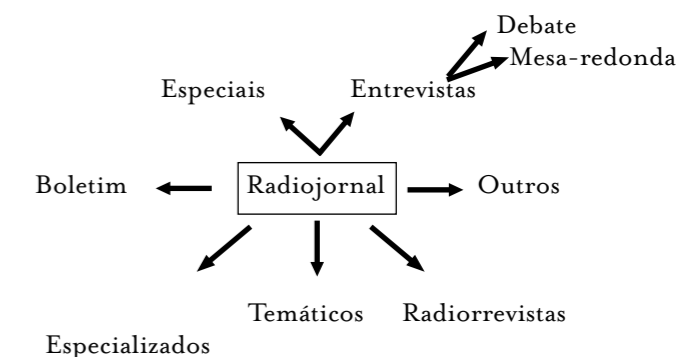 Debate
Mesa-redonda
Especiais
Entrevistas
Boletim
Radiojornal
Outros
Temáticos
Radiorrevistas
Especializados